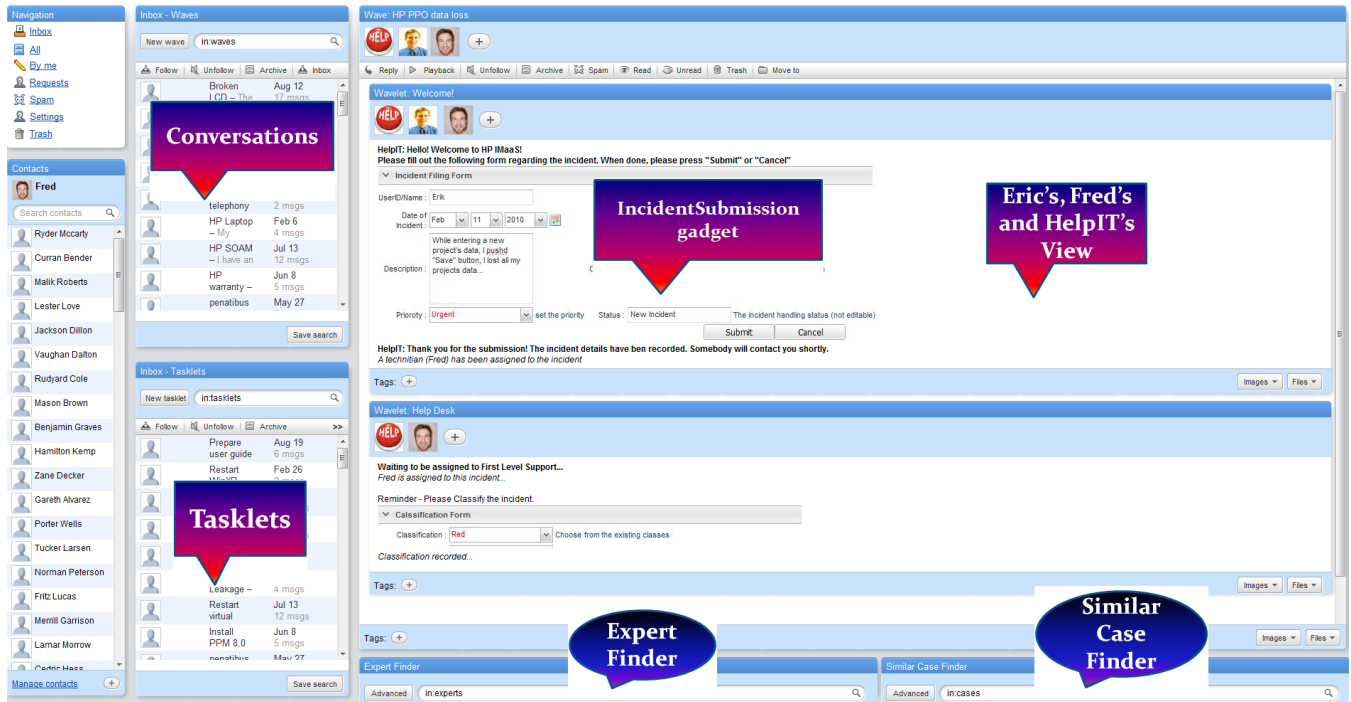 Navigation
Inbox
All
By me
Requests
Spam
Settings
Trash
Contacts
Fred
Search contacts
Ryder Mccarty
Curran Bender
Malik Roberts
Lester Love
Jackson Dillon
Vaughan Dalton
Rudyard Cole
Mason Brown
Benjamin Graves
Hamilton Kemp
Zane Decker
Gareth Alvarez
Porter Wells
Tucker Larsen
Norman Peterson
Fritz Lucas
Merrill Garrison
Lamar Morrow
Cedric Hess
Manage contacts
Inbox - Waves
New wave in:waves
Follow Unfollow Archive Inbox
Broken Aug 12
LCD – The 17 msgs
Conversations
telephony 2 msgs
HP Laptop Feb 6
– My 4 msgs
HP SOAM Jul 13
– I have an 12 msgs
HP Jun 8
warranty – 5 msgs
penatibus May 27
Save search
Inbox - Tasklets
New tasklet in:tasklets
Follow Unfollow Archive >>
Prepare Aug 19
user guide 6 msgs
Restart Feb 26
Tasklets
Leakage – 4 msgs
Restart Jul 13
virtual 12 msgs
Install Jun 8
PPM 8.0 5 msgs
penatibus May 27
Save search
Wave: HP PPO data loss
HELP
Reply Playback Unfollow Archive Spam Read Unread Trash Move to
Wavelet: Welcome!
HELP
HelpIT: Hello! Welcome to HP IMaaS!
Please fill out the following form regarding the incident. When done, please press "Submit" or "Cancel"
Incident Filing Form
UserID/Name : Erik
Date of
Incident : Feb 11 2010
While entering a new
project's data, I pushd
"Save" button, I lost all my
Description : projects data...
IncidentSubmission
gadget
Eric's, Fred's
and HelpIT's
View
Prioroty : Urgent set the priority Status : New Incident The incident handling status (not editable)
Submit Cancel
HelpIT: Thank you for the submission! The incident details have ben recorded. Somebody will contact you shortly.
A technitian (Fred) has been assigned to the incident
Tags: Images Files
Wavelet: Help Desk
HELP
Waiting to be assigned to First Level Support...
Fred is assigned to this incident...
Reminder - Please Classify the incident.
Calssification Form
Classification : Red Choose from the existing classes
Classification recorded...
Tags: Images Files
Expert
Finder
Similar
Case
Finder
Tags: Images Files
Expert Finder
Advanced in:experts
Similar Case Finder
Advanced in:cases